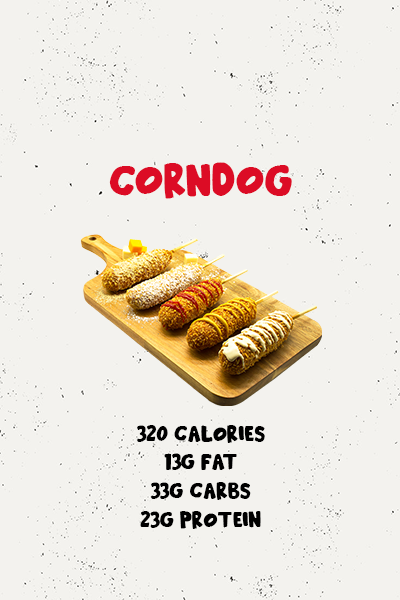 CORNDOG
320 CALORIES
13G FAT
33G CARBS
23G PROTEIN